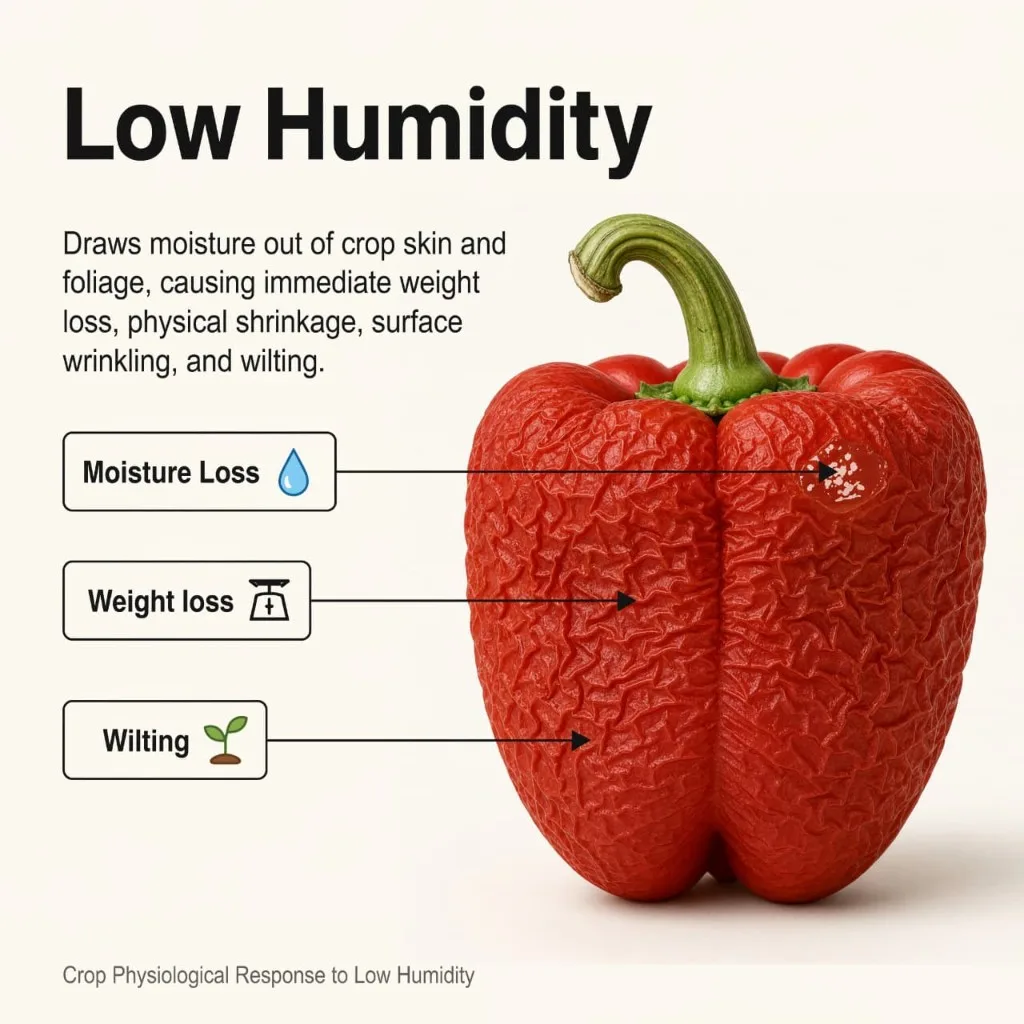 Low Humidity
Draws moisture out of crop skin and
foliage, causing immediate weight
loss, physical shrinkage, surface
wrinkling, and wilting.
Moisture Loss
Weight loss
Wilting
Crop Physiological Response to Low Humidity